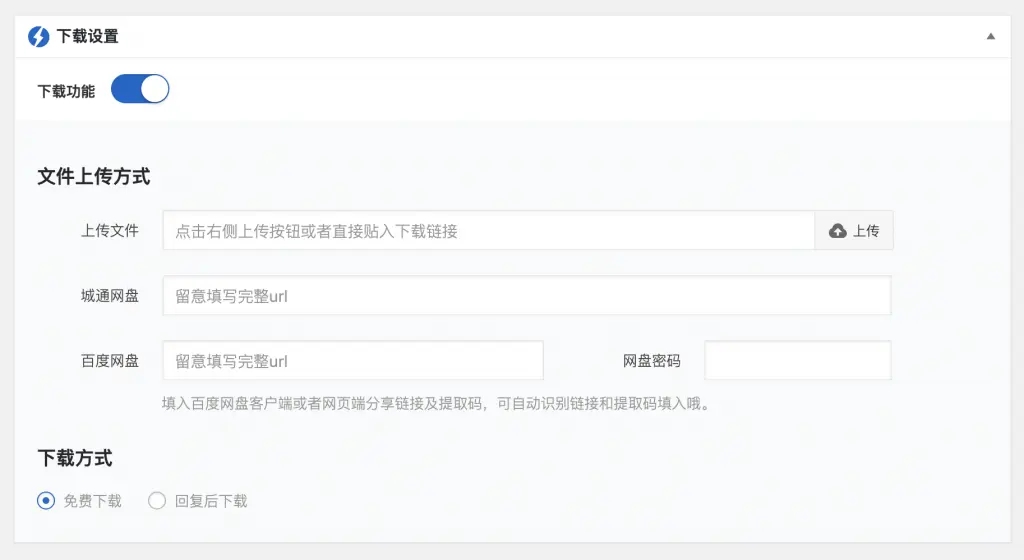 下载设置
下载功能
文件上传方式
上传文件 点击右侧上传按钮或者直接贴入下载链接 上传
城通网盘 留意填写完整url
百度网盘 留意填写完整url 网盘密码
填入百度网盘客户端或者网页端分享链接及提取码，可自动识别链接和提取码填入哦。
下载方式
免费下载 回复后下载